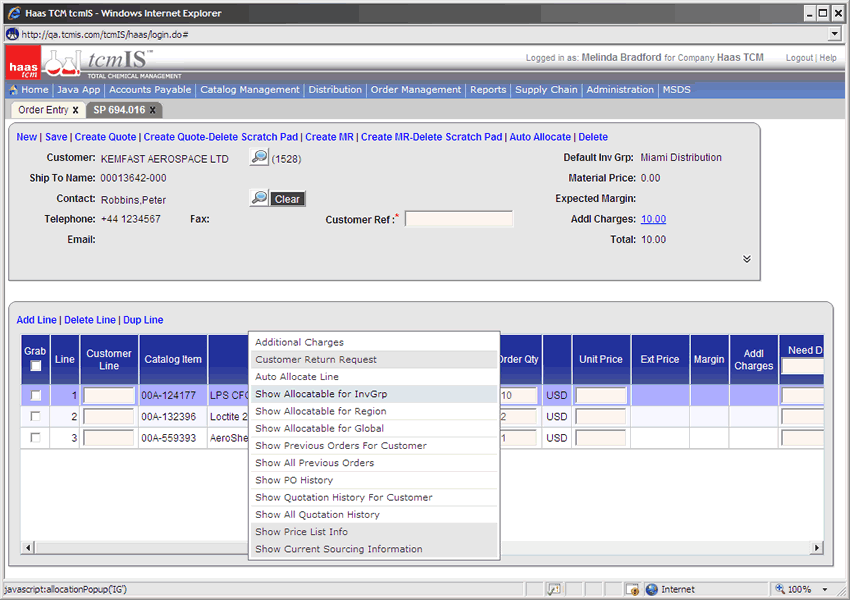 Haas TCM tcmIS - Windows Internet Explorer
http://qa.tcmis.com/tcmIS/haas/login.do#
haas tcm
tcmIS™
TOTAL CHEMICAL MANAGEMENT
Logged in as: Melinda Bradford for Company Haas TCM Logout | Help
Home | Java App | Accounts Payable | Catalog Management | Distribution | Order Management | Reports | Supply Chain | Administration | MSDS
Order Entry x SP 694.016 x
New | Save | Create Quote | Create Quote-Delete Scratch Pad | Create MR | Create MR-Delete Scratch Pad | Auto Allocate | Delete
Customer: KEMFAST AEROSPACE LTD (1528) Default Inv Grp: Miami Distribution
Ship To Name: 00013642-000 Material Price: 0.00
Contact: Robbins,Peter Clear Expected Margin:
Telephone: +44 1234567 Fax: Customer Ref :* Addl Charges: 10.00
Email: Total: 10.00
Add Line | Delete Line | Dup Line
Grab Line Customer Line Catalog Item Order Qty Unit Price Ext Price Margin Addl Charges Need D
1 00A-124177 LPS CFC 10 USD
2 00A-132396 Loctite 2 2 USD
3 00A-559393 AeroShe 1 USD
Additional Charges
Customer Return Request
Auto Allocate Line
Show Allocatable for InvGrp
Show Allocatable for Region
Show Allocatable for Global
Show Previous Orders For Customer
Show All Previous Orders
Show PO History
Show Quotation History For Customer
Show All Quotation History
Show Price List Info
Show Current Sourcing Information
javascript:allocationPopup('IG') Internet 100%